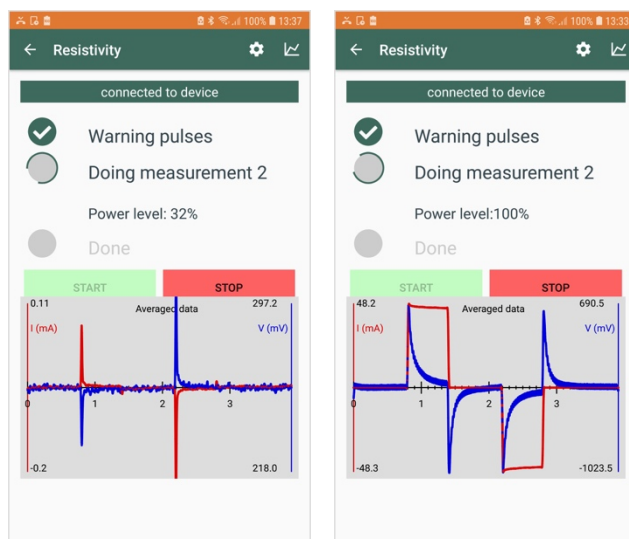 100% 13:37
Resistivity
connected to device
Warning pulses
Doing measurement 2
Power level: 32%
Done
START STOP
0.11 Averaged data 297.2
I (mA) V (mV)
0 1 2 3
-0.2 218.0
100% 13:33
Resistivity
connected to device
Warning pulses
Doing measurement 2
Power level:100%
Done
START STOP
48.2 Averaged data 690.5
I (mA) V (mV)
0 1 2 3
-48.3 -1023.5